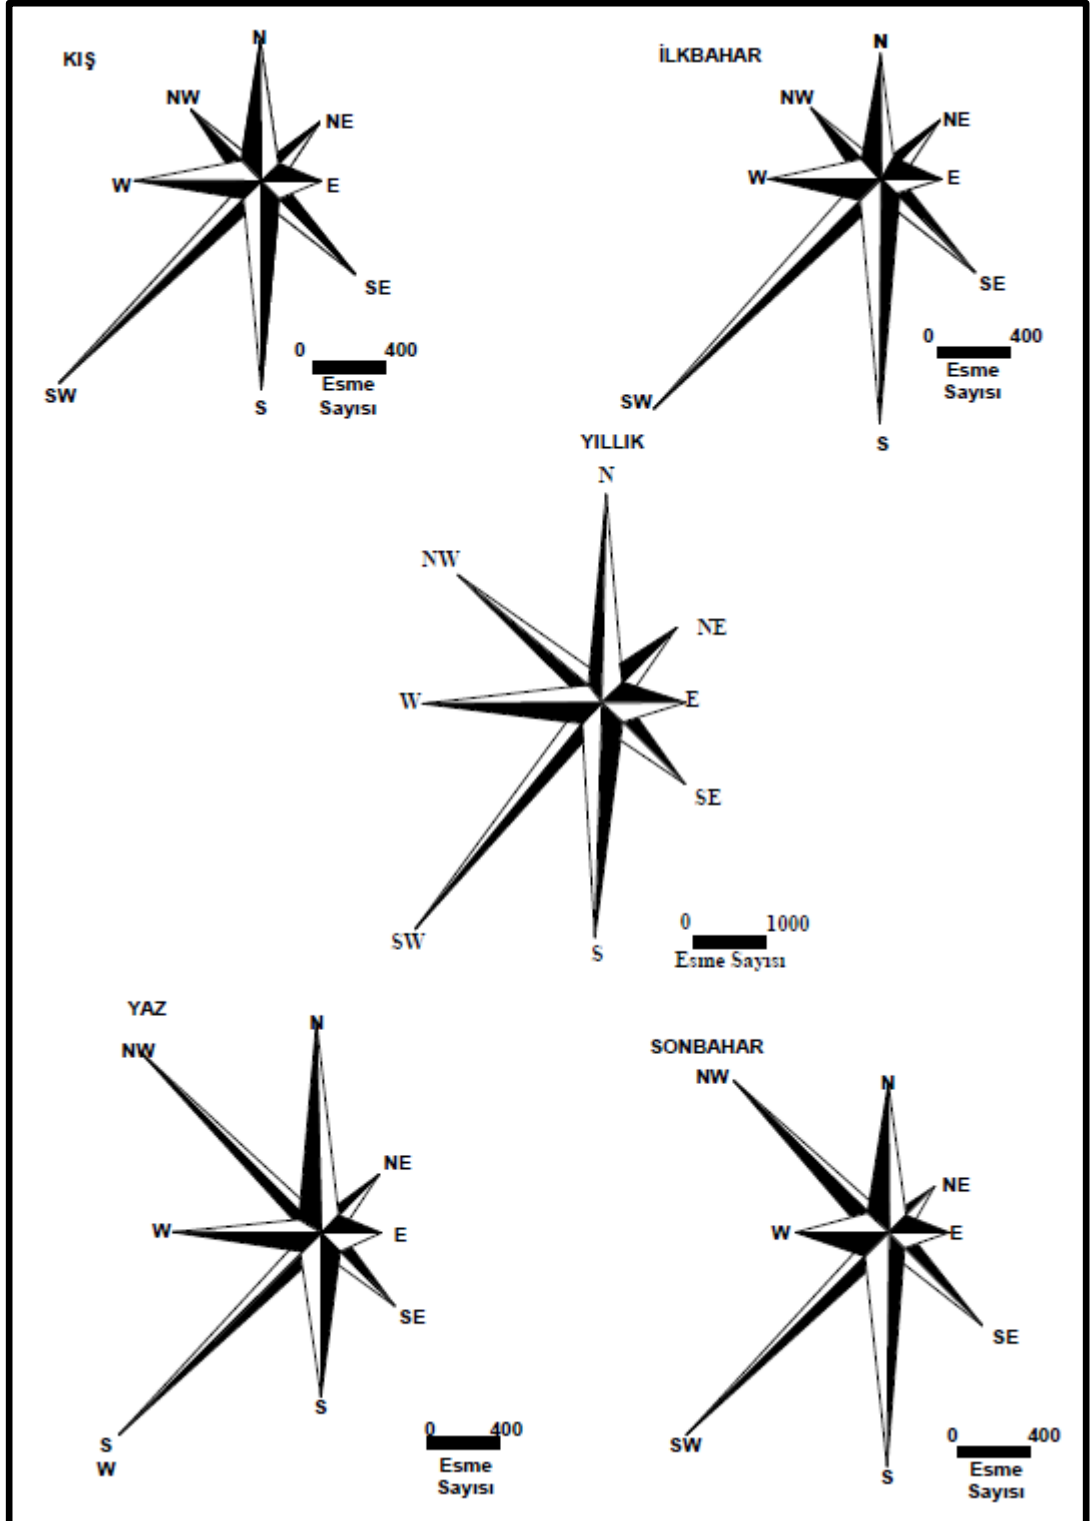 KIŞ
N
NW
NE
W
E
SE
SW
S
0 400
Esme
Sayısı
İLKBAHAR
N
NW
NE
W
E
SE
SW
S
0 400
Esme
Sayısı
YILLIK
N
NW
NE
W
E
SE
SW
S
0 1000
Esme Sayısı
YAZ
N
NW
NE
W
E
SE
S
W
S
0 400
Esme
Sayısı
SONBAHAR
NW
N
NE
W
E
SE
SW
S
0 400
Esme
Sayısı